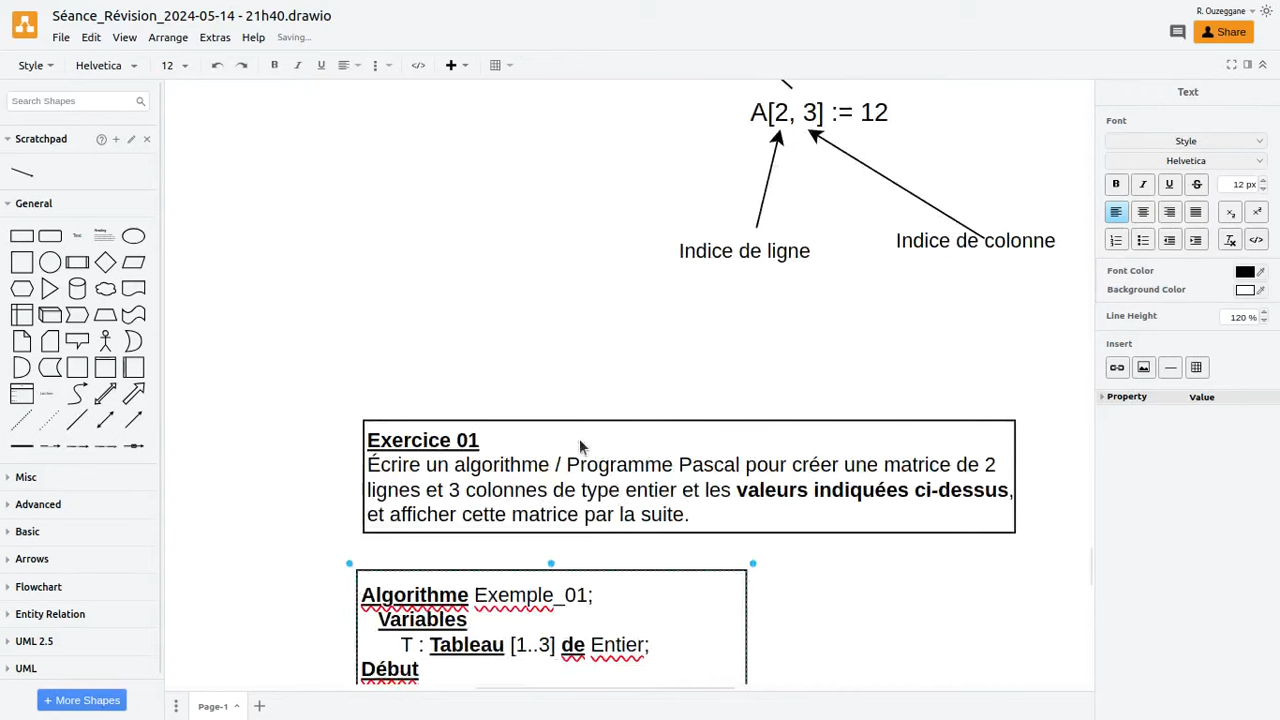 Séance_Révision_2024-05-14 - 21h40.drawio
R. Ouzeggane
File Edit View Arrange Extras Help Saving...
Share
Style Helvetica 12
Search Shapes
Scratchpad
General
Text
Heading
Misc
Advanced
Basic
Arrows
Flowchart
Entity Relation
UML 2.5
UML
+ More Shapes
A[2, 3] := 12
Indice de ligne
Indice de colonne
Exercice 01
Écrire un algorithme / Programme Pascal pour créer une matrice de 2
lignes et 3 colonnes de type entier et les valeurs indiquées ci-dessus,
et afficher cette matrice par la suite.
Algorithme Exemple_01;
Variables
T : Tableau [1..3] de Entier;
Début
Page-1
Text
Font
Style
Helvetica
B I U S 12 px
Font Color
Background Color
Line Height 120 %
Insert
Property Value